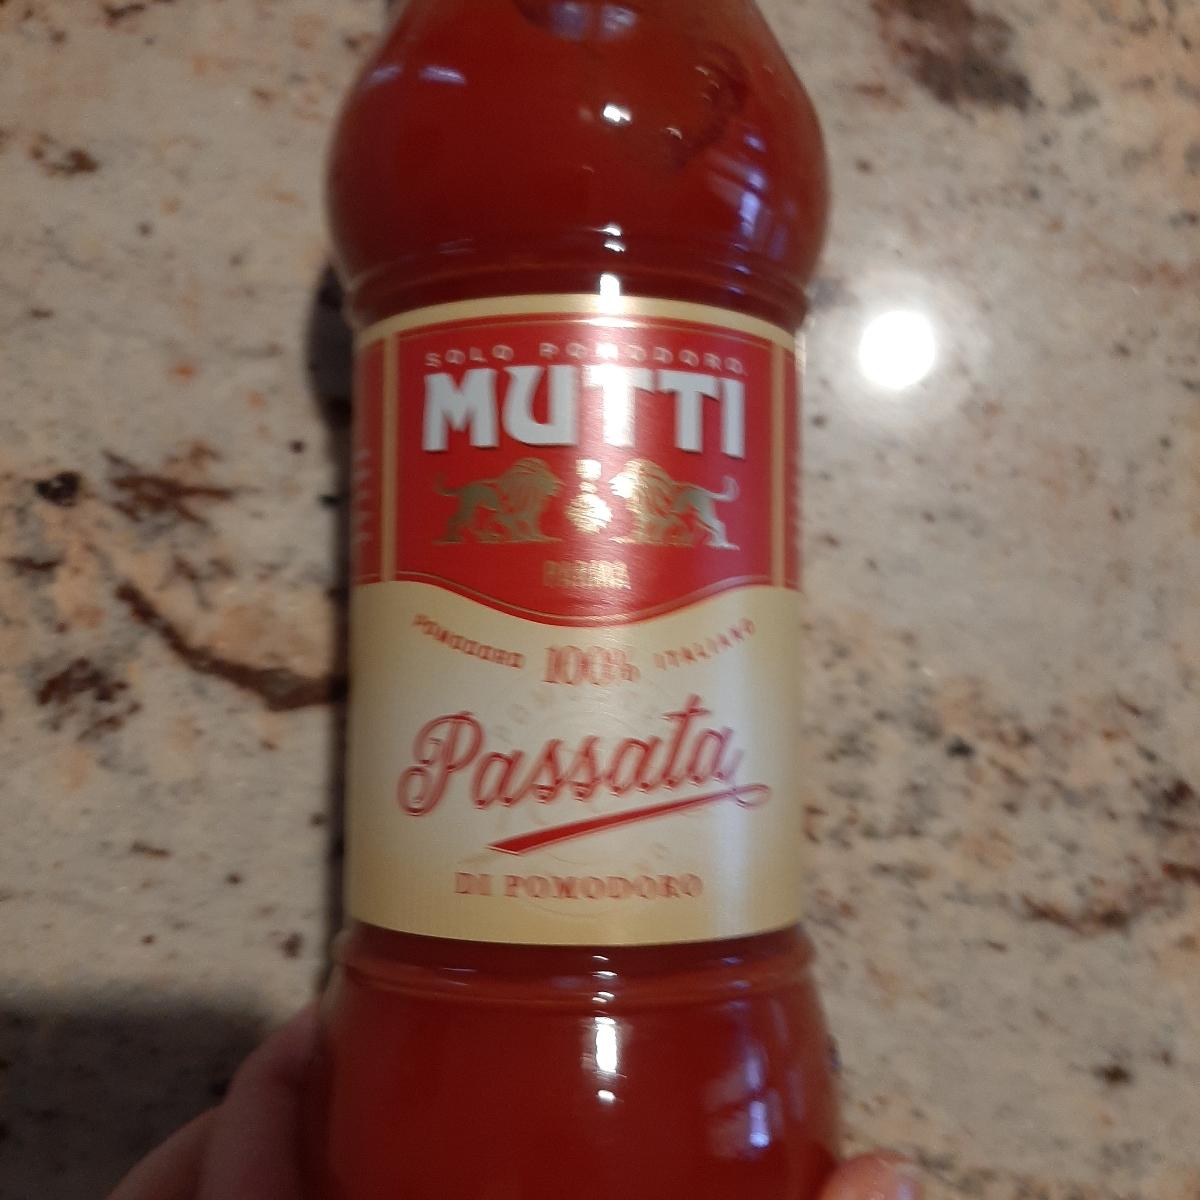 SOLO POMODORO
MUTTI
PARMA
POMODORO 100% ITALIANO
Passata
DI POMODORO